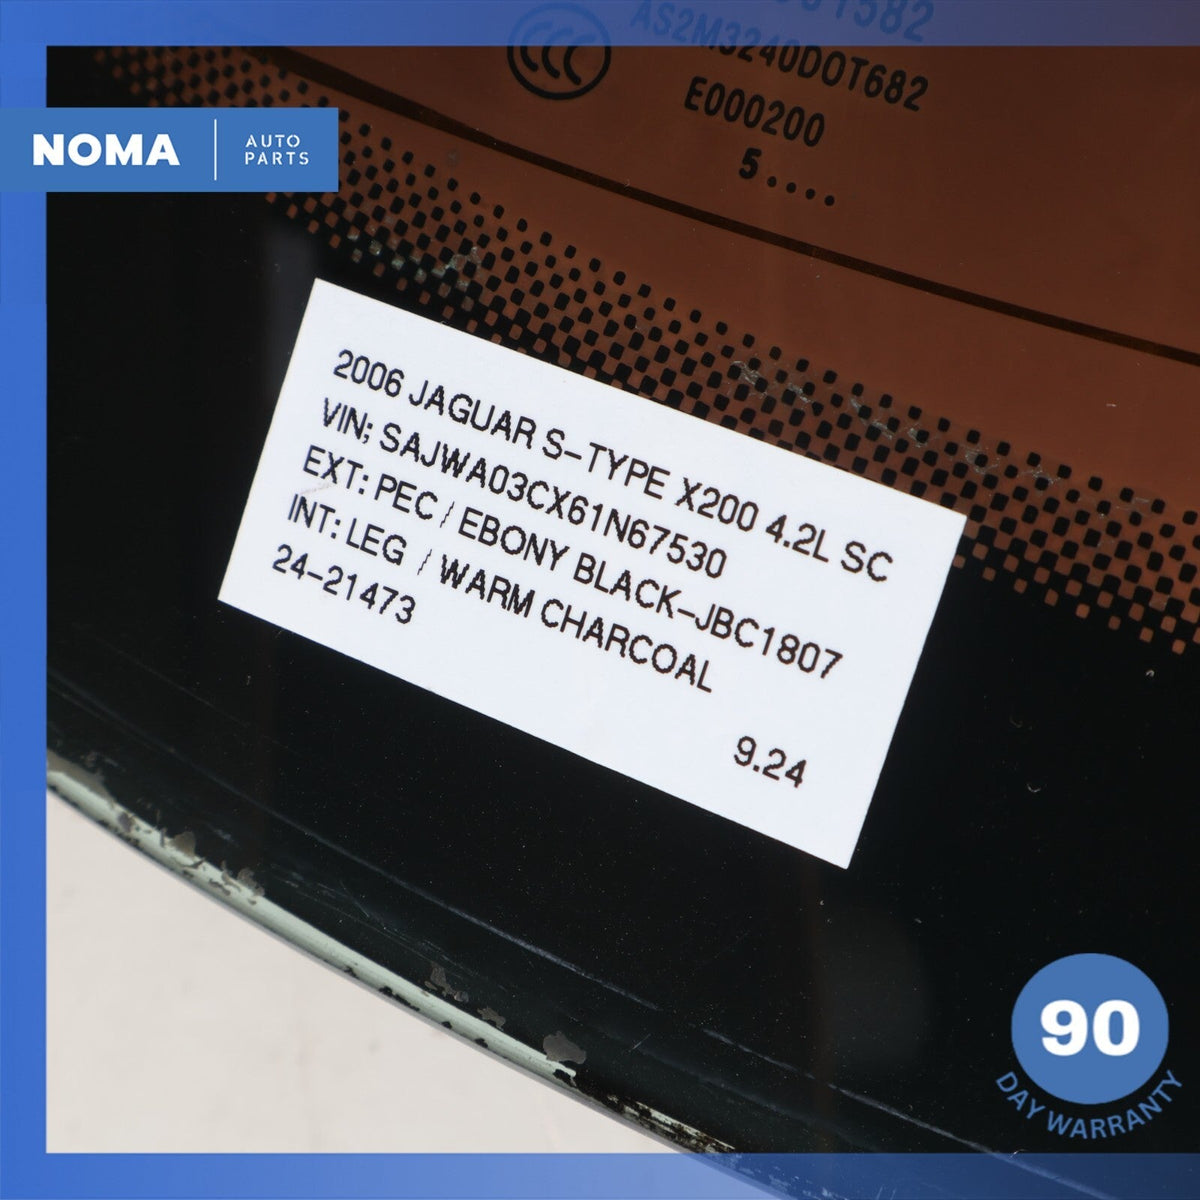 CCC
AS2M3240DOT682
E000200
5....
NOMA
AUTO
PARTS
2006 JAGUAR S-TYPE X200 4.2L SC
VIN; SAJWA03CX61N67530
EXT: PEC / EBONY BLACK-JBC1807
INT: LEG / WARM CHARCOAL
24-21473
9.24
90
DAY WARRANTY